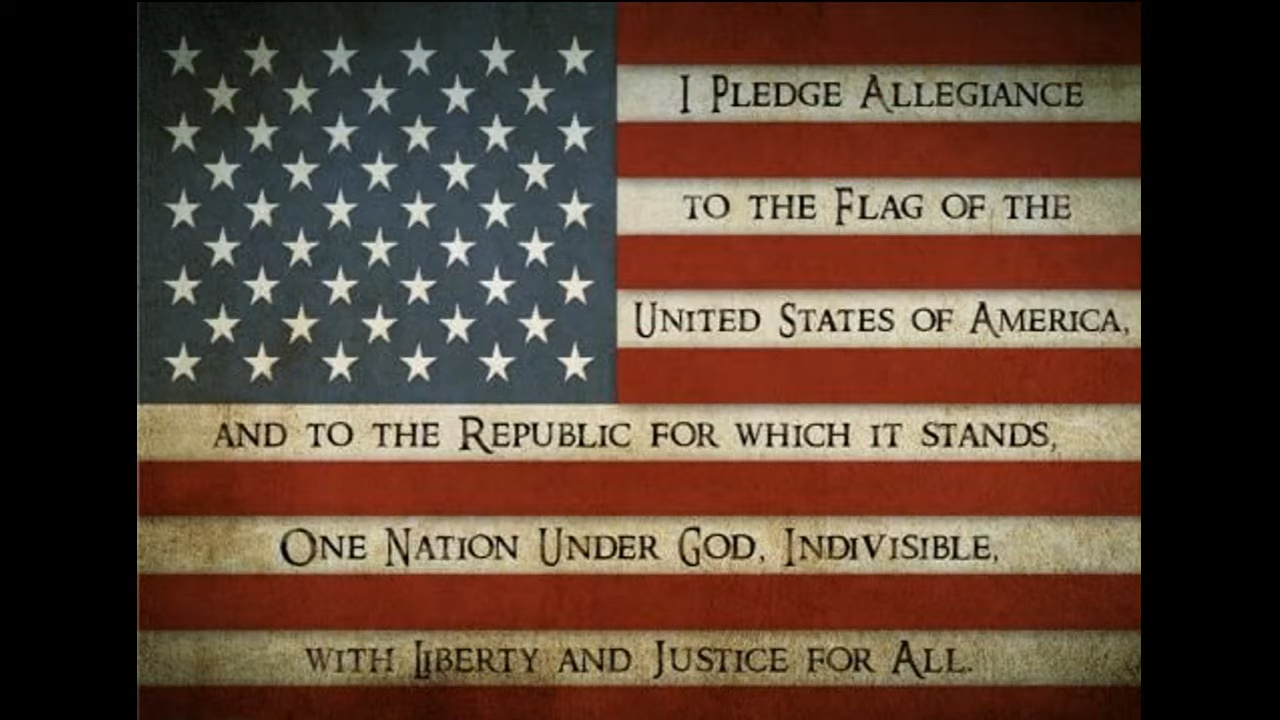 I Pledge Allegiance
to the Flag of the
United States of America,
and to the Republic for which it stands,
One Nation Under God, Indivisible,
with Liberty and Justice for All.